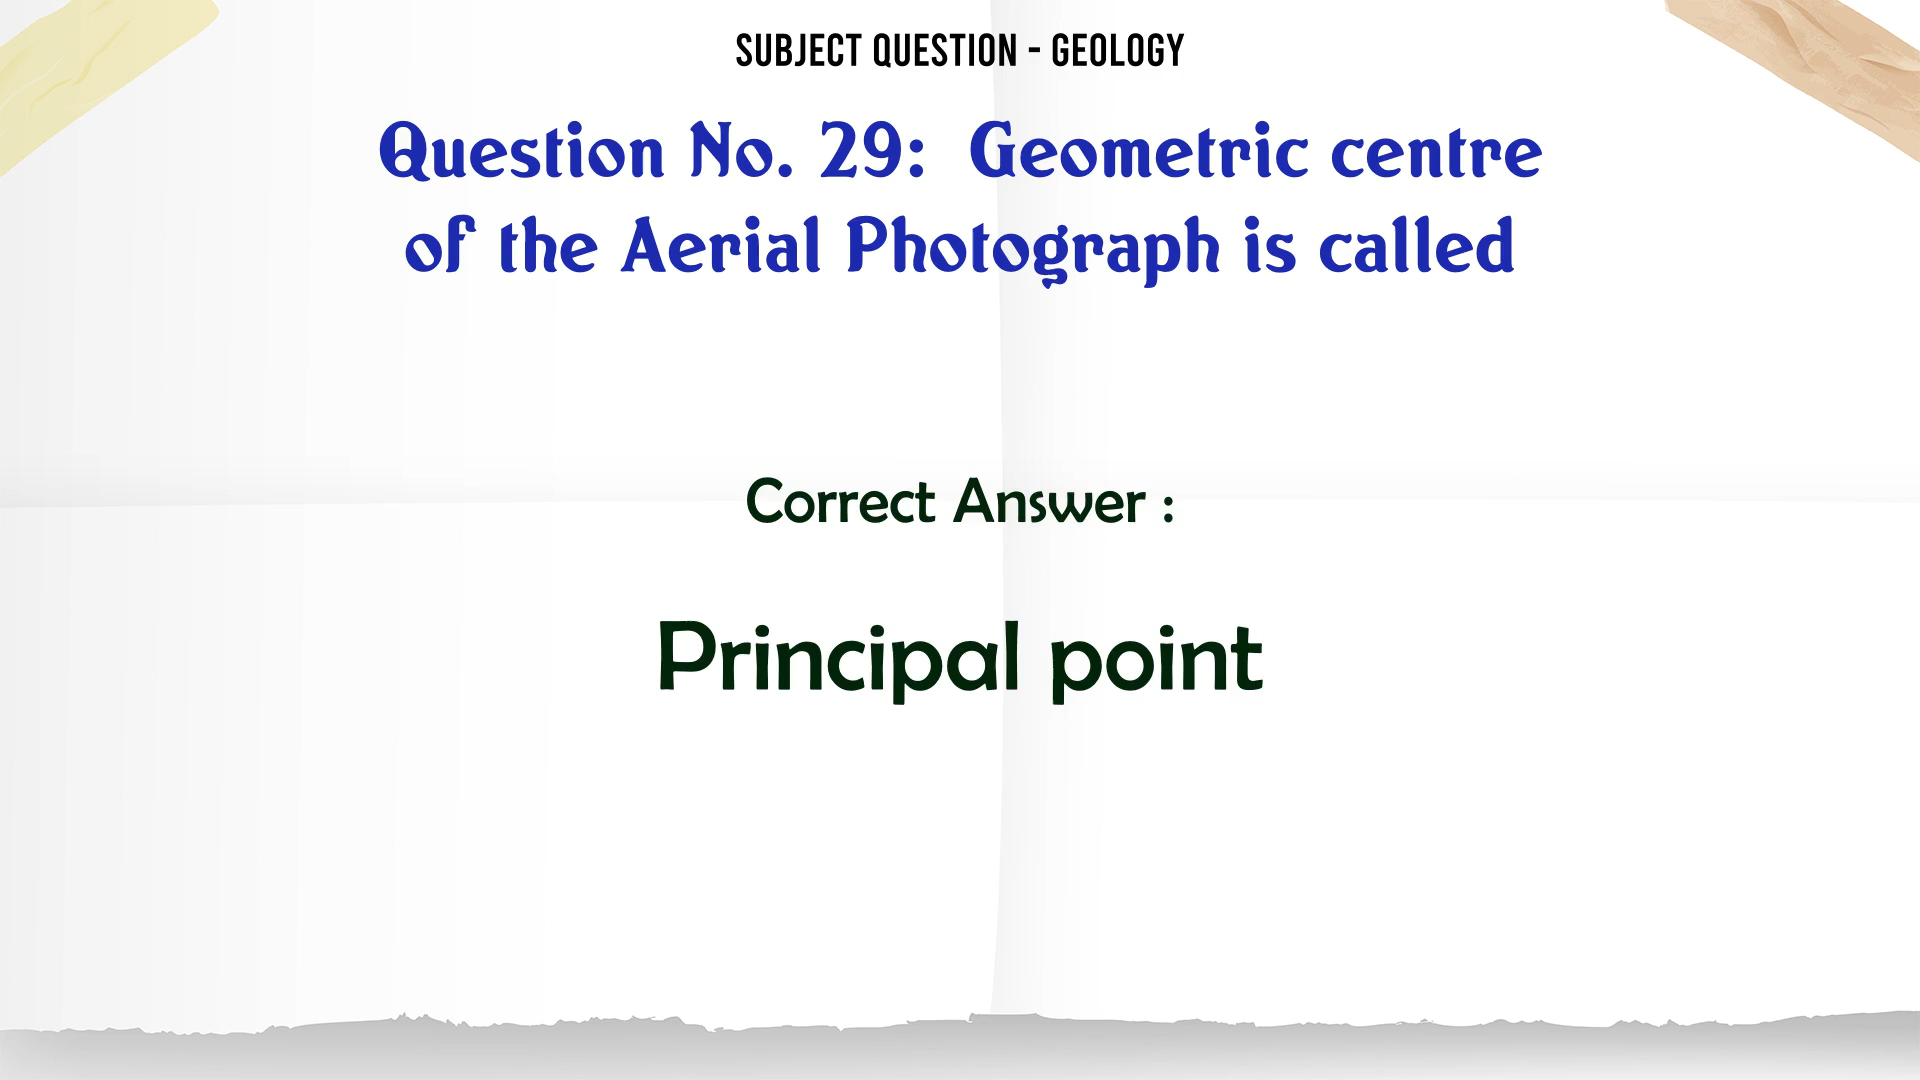 SUBJECT QUESTION - GEOLOGY
Question No. 29: Geometric centre
of the Aerial Photograph is called
Correct Answer :
Principal point